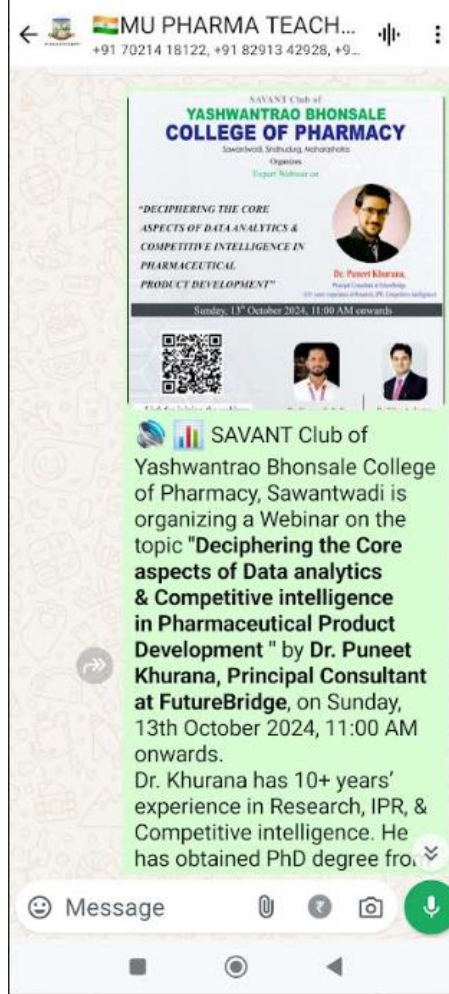 MU PHARMA TEACH...
+91 70214 18122, +91 82913 42928, +9...
SAVANT Club of
YASHWANTRAO BHONSALE
COLLEGE OF PHARMACY
Sawantwadi, Sindhudurg, Maharashtra
Organizes
Expert Webinar on
"DECIPHERING THE CORE
ASPECTS OF DATA ANALYTICS &
COMPETITIVE INTELLIGENCE IN
PHARMACEUTICAL
PRODUCT DEVELOPMENT"
Dr. Puneet Khurana,
Principal Consultant at FutureBridge
Sunday, 13th October 2024, 11:00 AM onwards
SAVANT Club of
Yashwantrao Bhonsale College
of Pharmacy, Sawantwadi is
organizing a Webinar on the
topic "Deciphering the Core
aspects of Data analytics
& Competitive intelligence
in Pharmaceutical Product
Development " by Dr. Puneet
Khurana, Principal Consultant
at FutureBridge, on Sunday,
13th October 2024, 11:00 AM
onwards.
Dr. Khurana has 10+ years'
experience in Research, IPR, &
Competitive intelligence. He
has obtained PhD degree from
Message